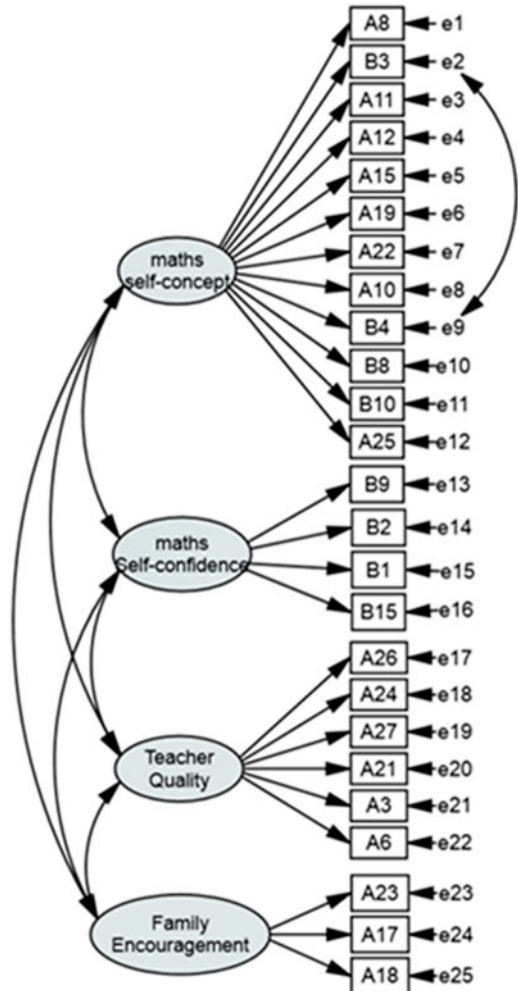 A8 e1
B3 e2
A11 e3
A12 e4
A15 e5
A19 e6
A22 e7
A10 e8
B4 e9
B8 e10
B10 e11
A25 e12
maths
self-concept
B9 e13
B2 e14
B1 e15
B15 e16
maths
Self-confidence
A26 e17
A24 e18
A27 e19
A21 e20
A3 e21
A6 e22
Teacher
Quality
A23 e23
A17 e24
A18 e25
Family
Encouragement